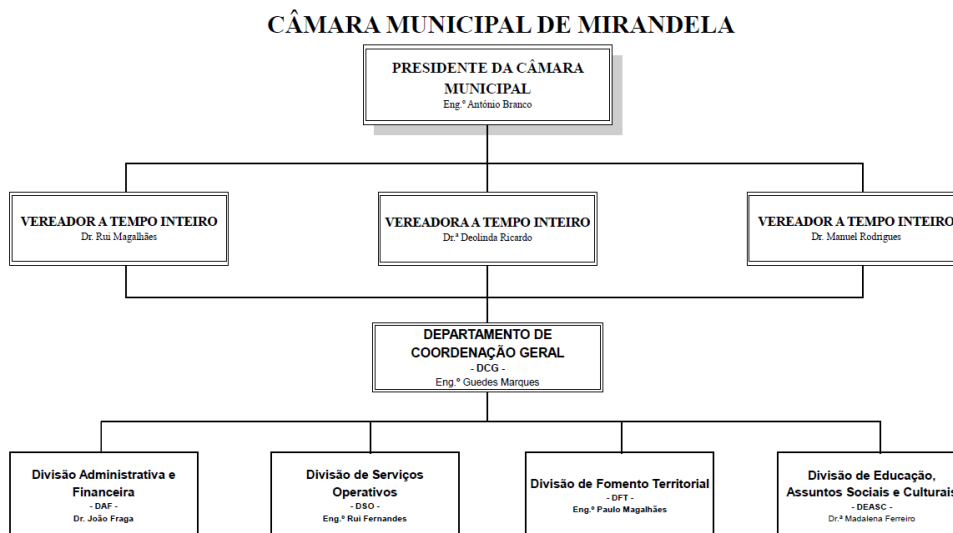 CÂMARA MUNICIPAL DE MIRANDELA
PRESIDENTE DA CÂMARA
MUNICIPAL
Eng.º António Branco
VEREADOR A TEMPO INTEIRO
Dr. Rui Magalhães
VEREADORA A TEMPO INTEIRO
Dr.ª Deolinda Ricardo
VEREADOR A TEMPO INTEIRO
Dr. Manuel Rodrigues
DEPARTAMENTO DE
COORDENAÇÃO GERAL
- DCG -
Eng.º Guedes Marques
Divisão Administrativa e
Financeira
- DAF -
Dr. João Fraga
Divisão de Serviços
Operativos
- DSO -
Eng.º Rui Fernandes
Divisão de Fomento Territorial
- DFT -
Eng.º Paulo Magalhães
Divisão de Educação,
Assuntos Sociais e Culturais
- DEASC -
Dr.ª Madalena Ferreiro